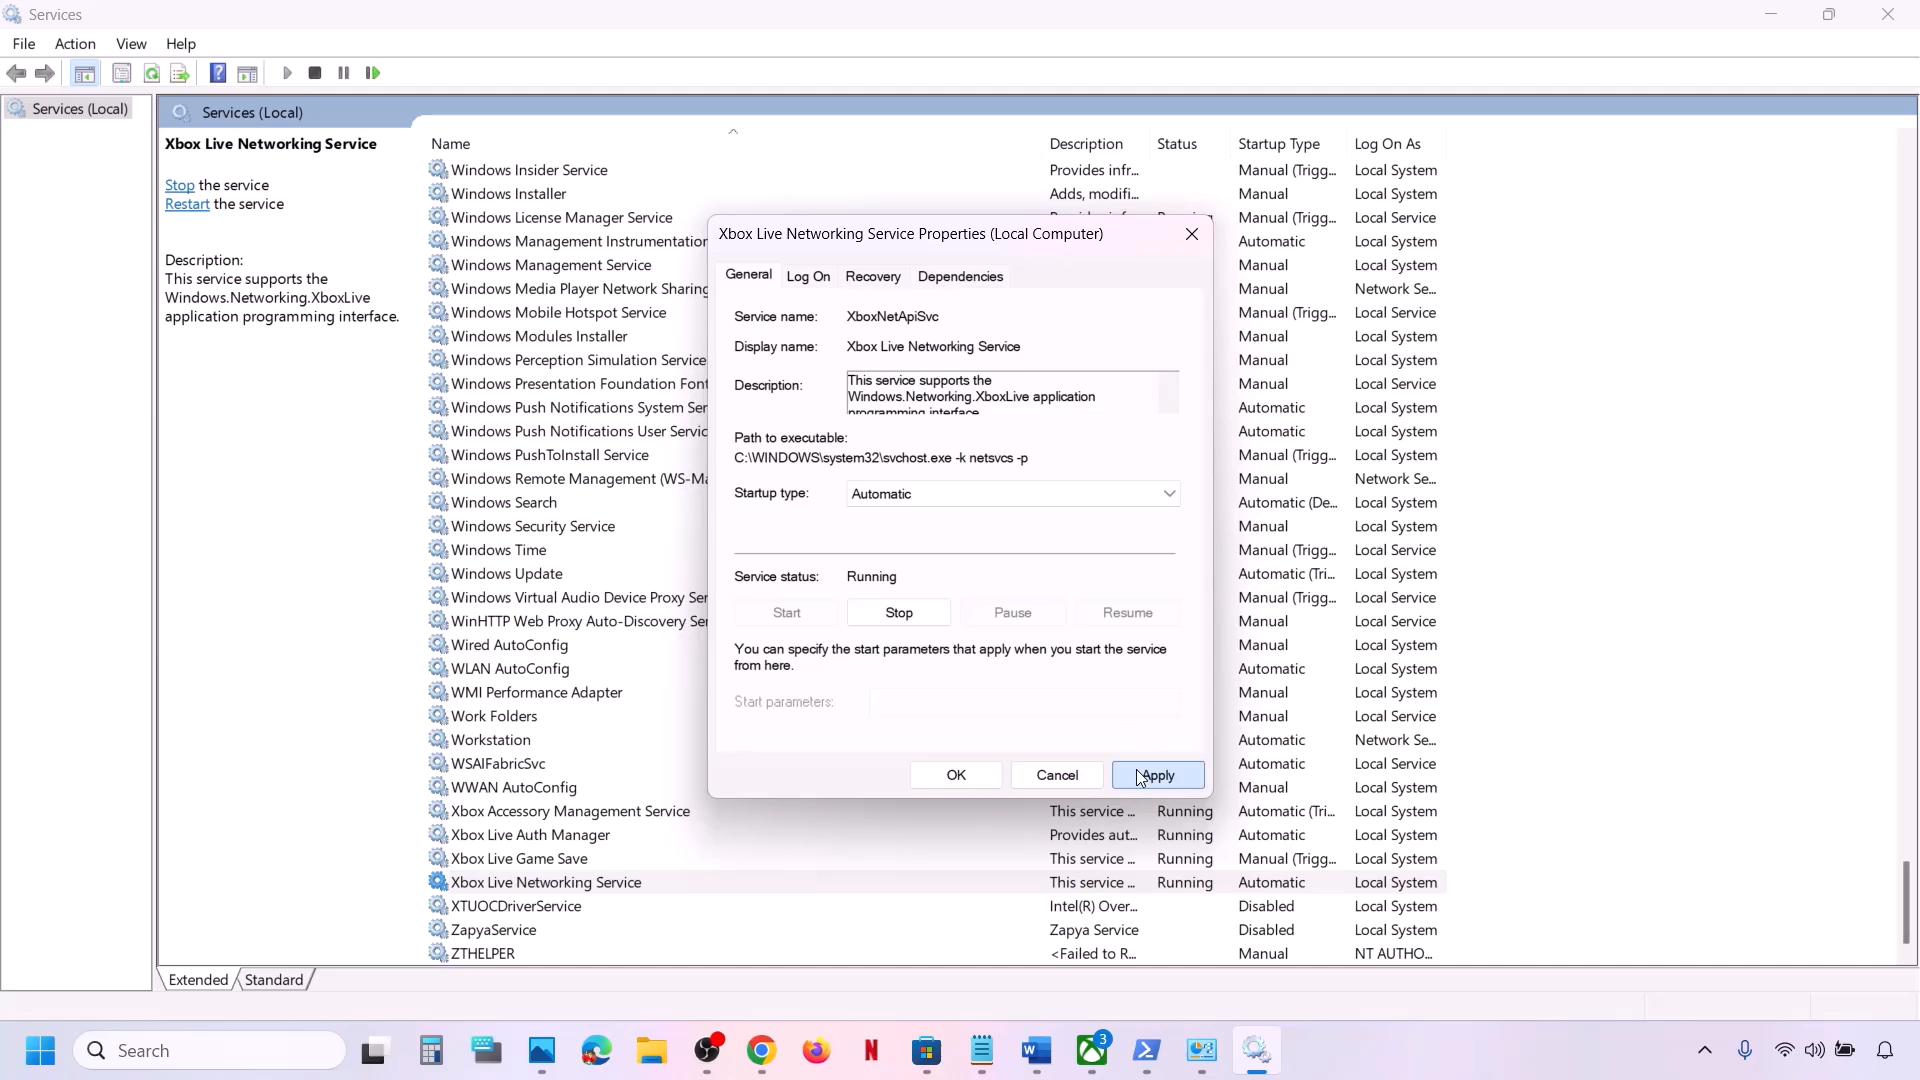 Services
File Action View Help
Services (Local)
Services (Local)
Xbox Live Networking Service
Stop the service
Restart the service
Description:
This service supports the
Windows.Networking.XboxLive
application programming interface.
Name Description Status Startup Type Log On As
Windows Insider Service Provides infr... Manual (Trigg... Local System
Windows Installer Adds, modifi... Manual Local System
Windows License Manager Service Manual (Trigg... Local Service
Windows Management Instrumentation Automatic Local System
Windows Management Service Manual Local System
Windows Media Player Network Sharing Manual Network Se...
Windows Mobile Hotspot Service Manual (Trigg... Local Service
Windows Modules Installer Manual Local System
Windows Perception Simulation Service Manual Local System
Windows Presentation Foundation Font Manual Local Service
Windows Push Notifications System Ser Automatic Local System
Windows Push Notifications User Servic Automatic Local System
Windows PushToInstall Service Manual (Trigg... Local System
Windows Remote Management (WS-Ma Manual Network Se...
Windows Search Automatic (De... Local System
Windows Security Service Manual Local System
Windows Time Manual (Trigg... Local Service
Windows Update Automatic (Tri... Local System
Windows Virtual Audio Device Proxy Ser Manual (Trigg... Local Service
WinHTTP Web Proxy Auto-Discovery Ser Manual Local Service
Wired AutoConfig Manual Local System
WLAN AutoConfig Automatic Local System
WMI Performance Adapter Manual Local System
Work Folders Manual Local Service
Workstation Automatic Network Se...
WSAIFabricSvc Automatic Local Service
WWAN AutoConfig Manual Local System
Xbox Accessory Management Service This service ... Running Automatic (Tri... Local System
Xbox Live Auth Manager Provides aut... Running Automatic Local System
Xbox Live Game Save This service ... Running Manual (Trigg... Local System
Xbox Live Networking Service This service ... Running Automatic Local System
XTUOCDriverService Intel(R) Over... Disabled Local System
ZapyaService Zapya Service Disabled Local System
ZTHELPER <Failed to R... Manual NT AUTHO...
Xbox Live Networking Service Properties (Local Computer)
General Log On Recovery Dependencies
Service name: XboxNetApiSvc
Display name: Xbox Live Networking Service
Description: This service supports the
Windows.Networking.XboxLive application
programming interface
Path to executable:
C:\WINDOWS\system32\svchost.exe -k netsvcs -p
Startup type: Automatic
Service status: Running
Start Stop Pause Resume
You can specify the start parameters that apply when you start the service
from here.
Start parameters:
OK Cancel Apply
Extended Standard
Search
3